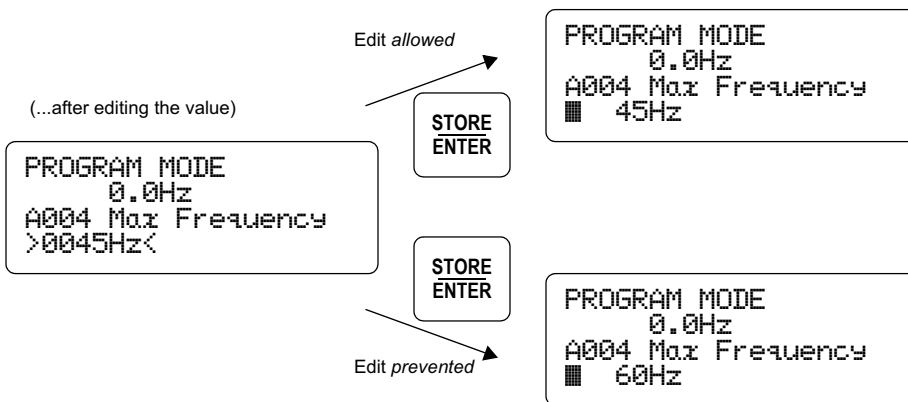 Edit allowed
PROGRAM MODE
0.0Hz
A004 Max Frequency
45Hz
(...after editing the value)
STORE
ENTER
PROGRAM MODE
0.0Hz
A004 Max Frequency
>0045Hz<
STORE
ENTER
Edit prevented
PROGRAM MODE
0.0Hz
A004 Max Frequency
60Hz